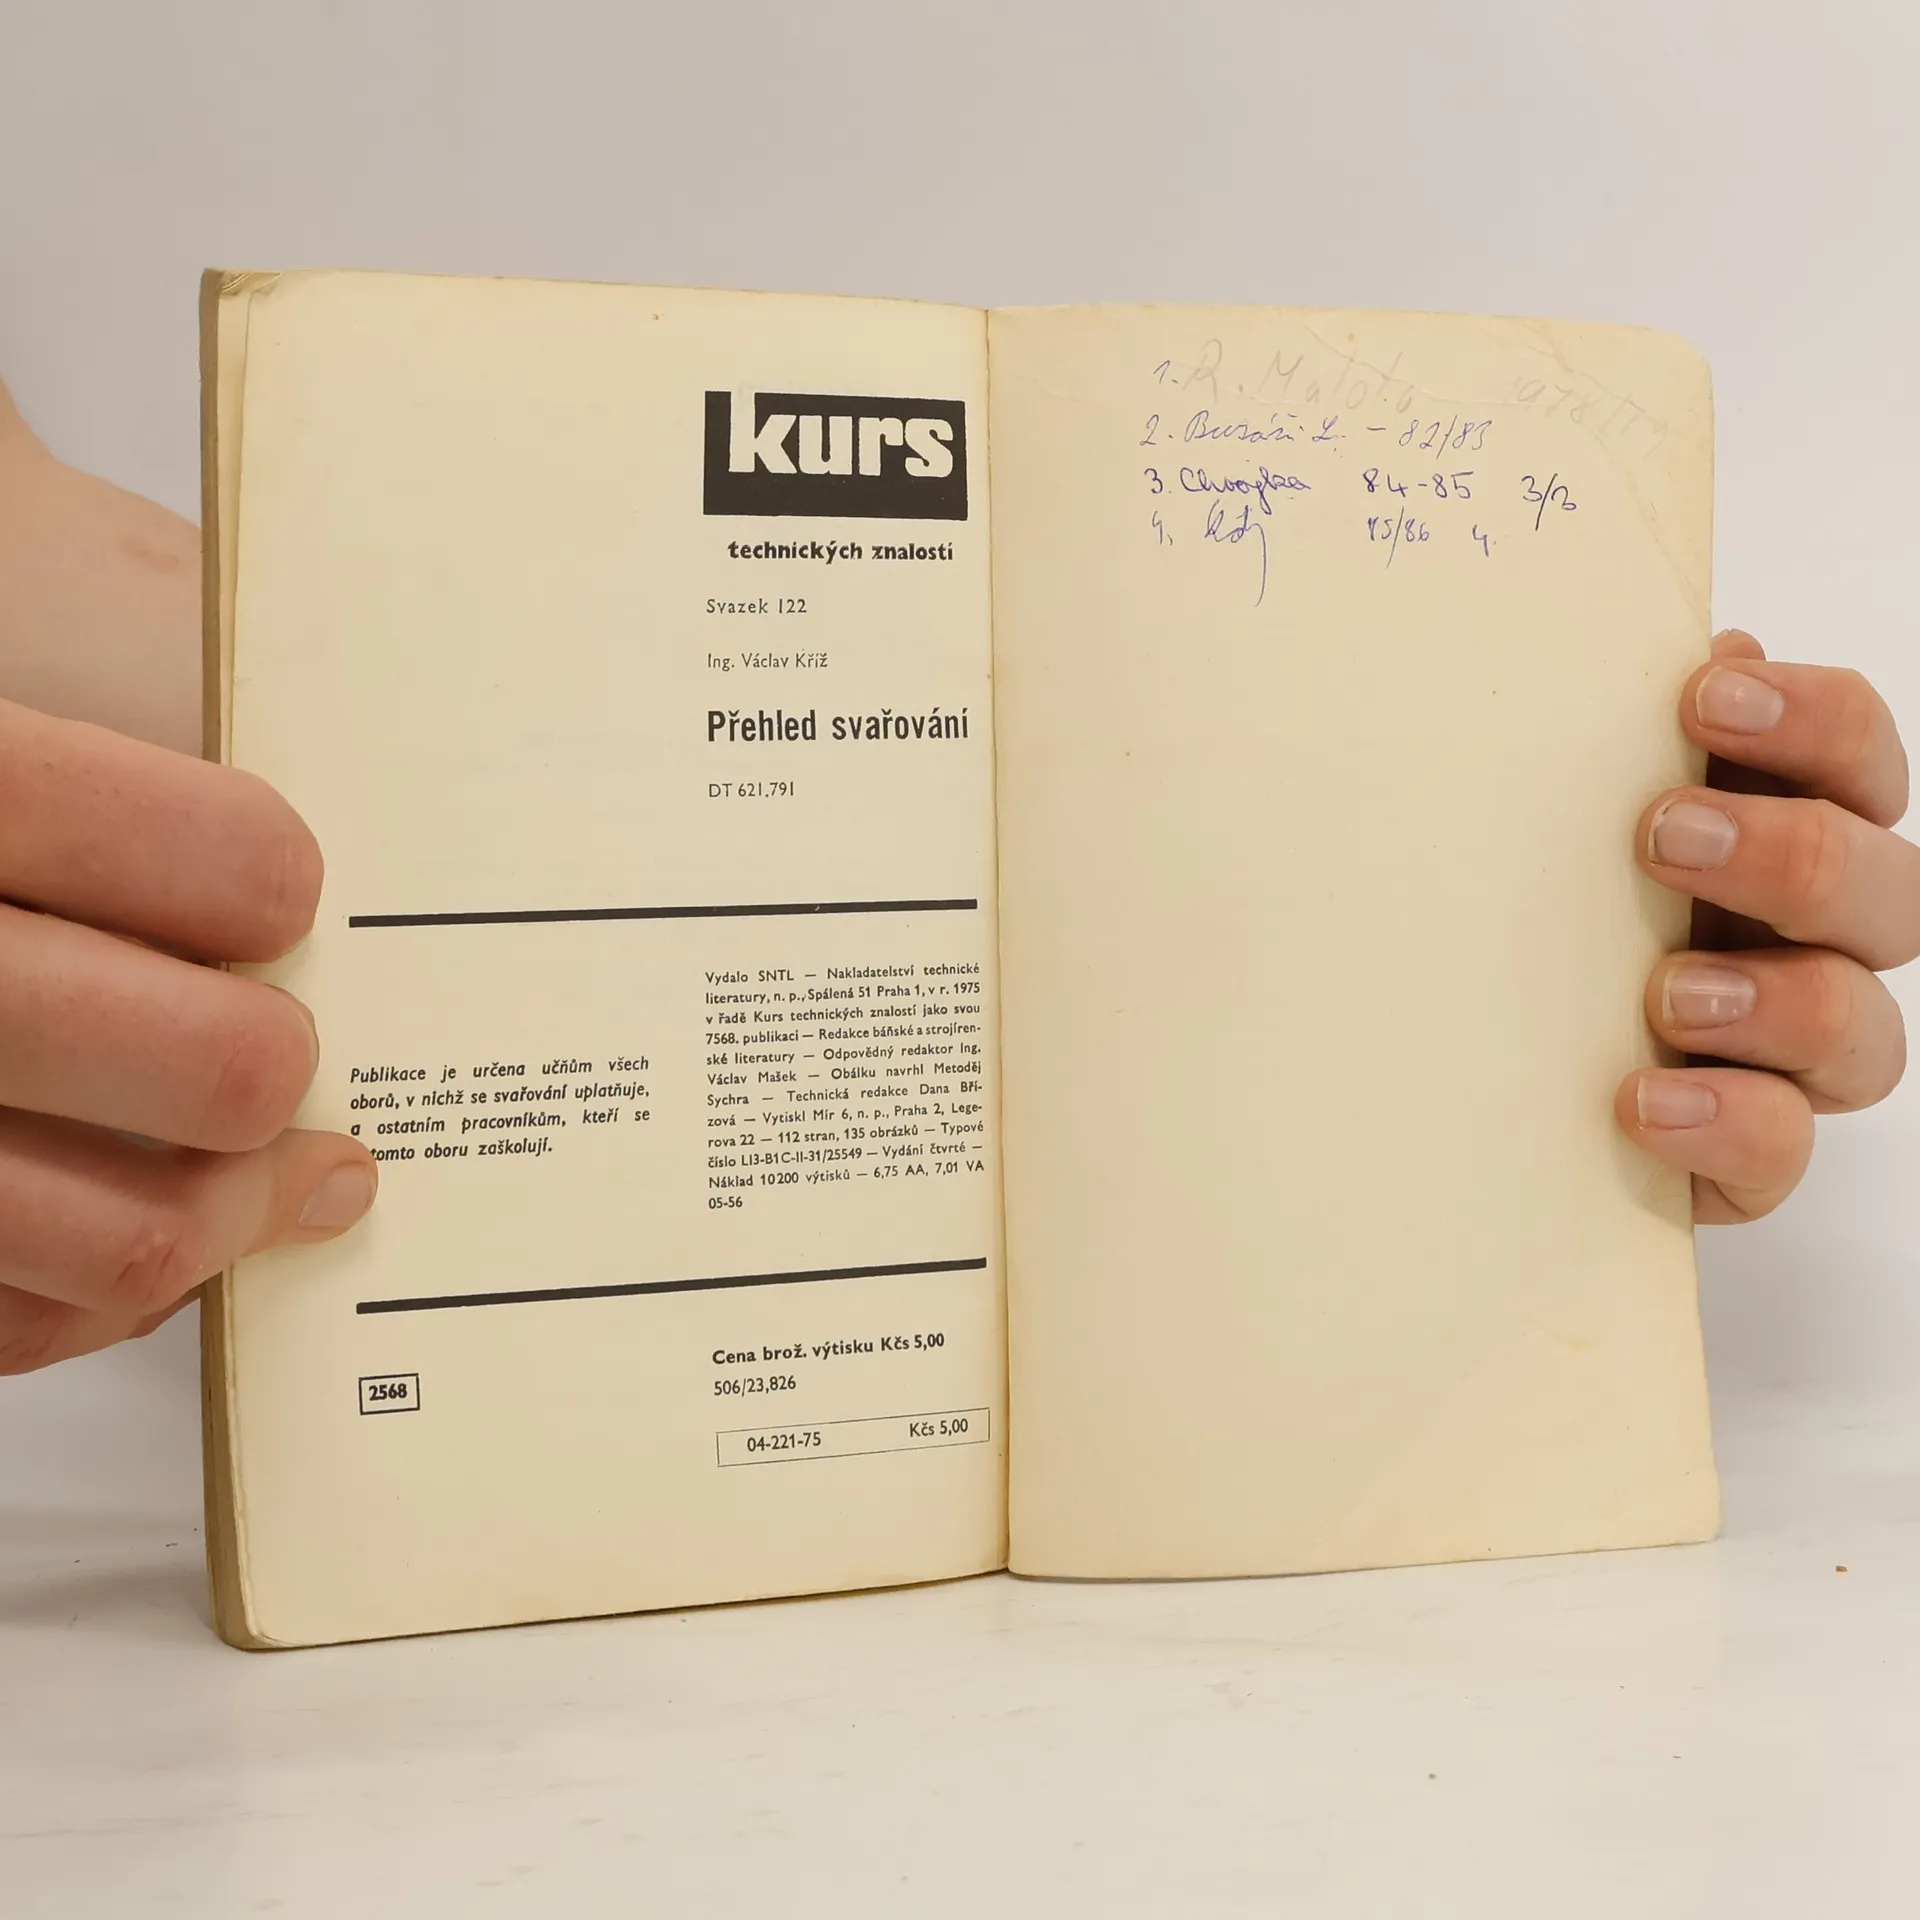 kurs
technických znalostí
Svazek 122
Ing. Václav Kříž
Přehled svařování
DT 621.791
Publikace je určena učňům všech
oborů, v nichž se svařování uplatňuje,
a ostatním pracovníkům, kteří se
tomto oboru zaškolují.
Vydalo SNTL — Nakladatelství technické
literatury, n. p., Spálená 51 Praha 1, v r. 1975
v řadě Kurs technických znalostí jako svou
7568. publikaci — Redakce báňské a strojíren-
ské literatury — Odpovědný redaktor Ing.
Václav Mašek — Obálku navrhl Metoděj
Sychra — Technická redakce Dana Bří-
zová — Vytiskl Mír 6, n. p., Praha 2, Lege-
rova 22 — 112 stran, 135 obrázků — Typové
číslo LI3-B1C-II-31/25549 — Vydání čtvrté —
Náklad 10200 výtisků — 6,75 AA, 7,01 VA
05-56
2568
Cena brož. výtisku Kčs 5,00
506/23,826
04-221-75 Kčs 5,00
1. R. Matota
2. L. - 82/83
3. 84-85 3/3
4. 85/86 4.